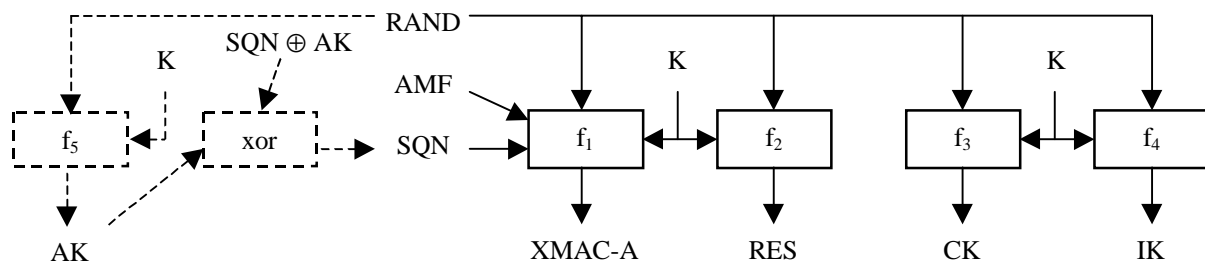 RAND
SQN ⊕ AK
K
K
K
AMF
f5
xor
SQN
f1
f2
f3
f4
AK
XMAC-A
RES
CK
IK